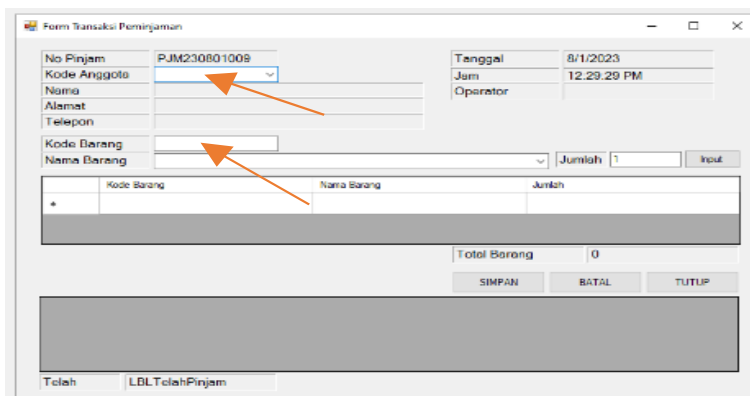 Form Transaksi Peminjaman
No Pinjam PJM230801009 Tanggal 8/1/2023
Kode Anggota Jam 12:29:29 PM
Nama Operator
Alamat
Telepon
Kode Barang
Nama Barang Jumlah 1 Input
Kode Barang Nama Barang Jumlah
Total Barang 0
SIMPAN BATAL TUTUP
Telah LBLTelahPinjam